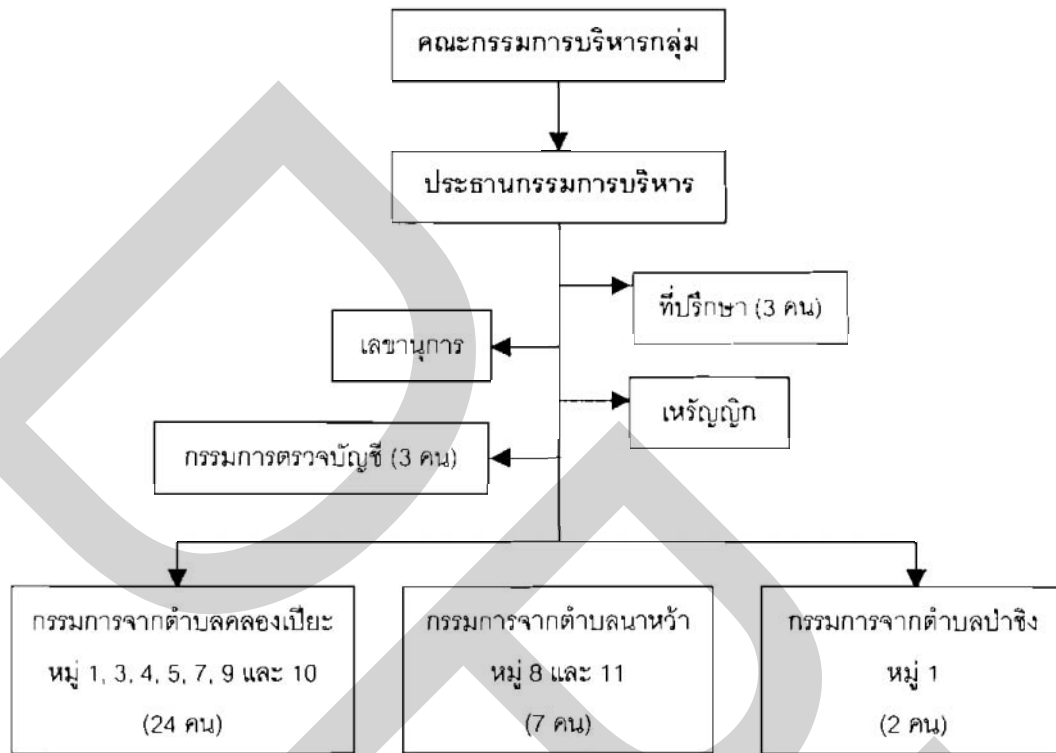 คณะกรรมการบริหารกลุ่ม
ประธานกรรมการบริหาร
ที่ปรึกษา (3 คน)
เลขานุการ
เหรัญญิก
กรรมการตรวจบัญชี (3 คน)
กรรมการจากตำบลคลองเปียะ
หมู่ 1, 3, 4, 5, 7, 9 และ 10
(24 คน)
กรรมการจากตำบลนาหว้า
หมู่ 8 และ 11
(7 คน)
กรรมการจากตำบลป่าชิง
หมู่ 1
(2 คน)